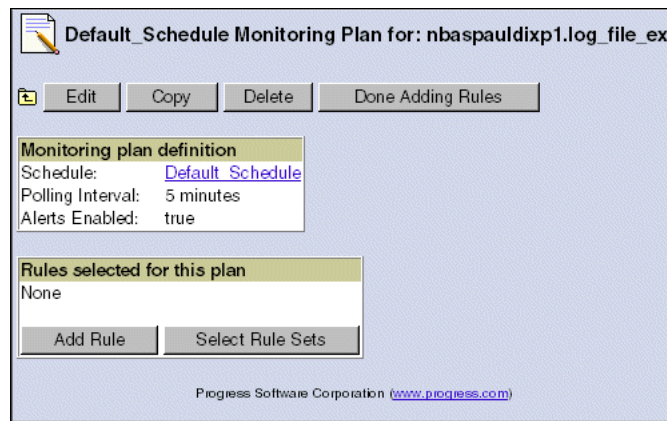 Default_Schedule Monitoring Plan for: nbaspauldixp1.log_file_ex
Edit Copy Delete Done Adding Rules
Monitoring plan definition
Schedule: Default_Schedule
Polling Interval: 5 minutes
Alerts Enabled: true
Rules selected for this plan
None
Add Rule Select Rule Sets
Progress Software Corporation (www.progress.com)